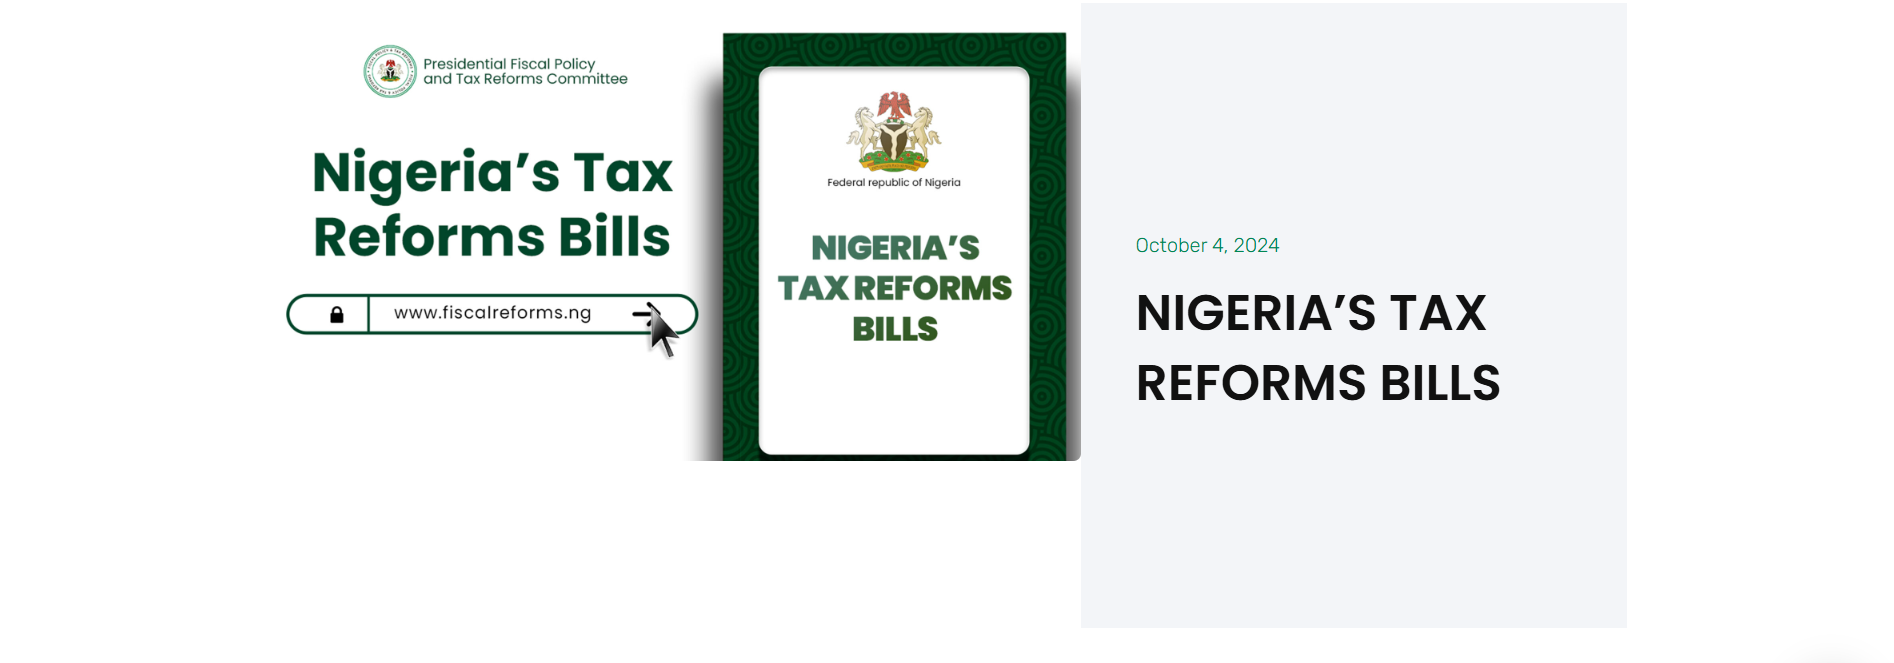 Presidential Fiscal Policy
and Tax Reforms Committee
Nigeria’s Tax
Reforms Bills
www.fiscalreforms.ng
Federal republic of Nigeria
NIGERIA’S
TAX REFORMS
BILLS
October 4, 2024
NIGERIA’S TAX
REFORMS BILLS